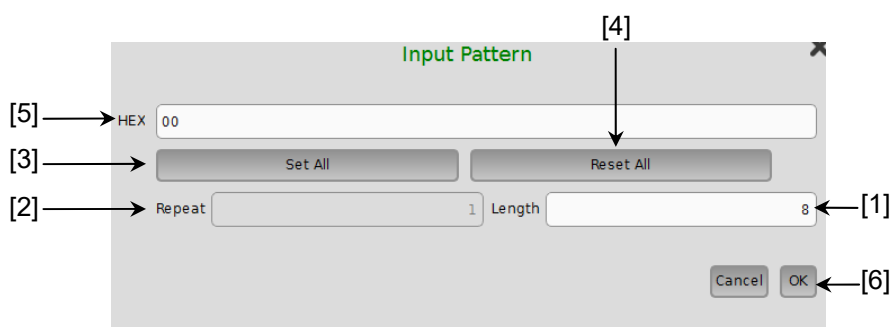 [4]
Input Pattern
[5] HEX 00
[3] Set All Reset All
[2] Repeat 1 Length 8 [1]
Cancel OK [6]